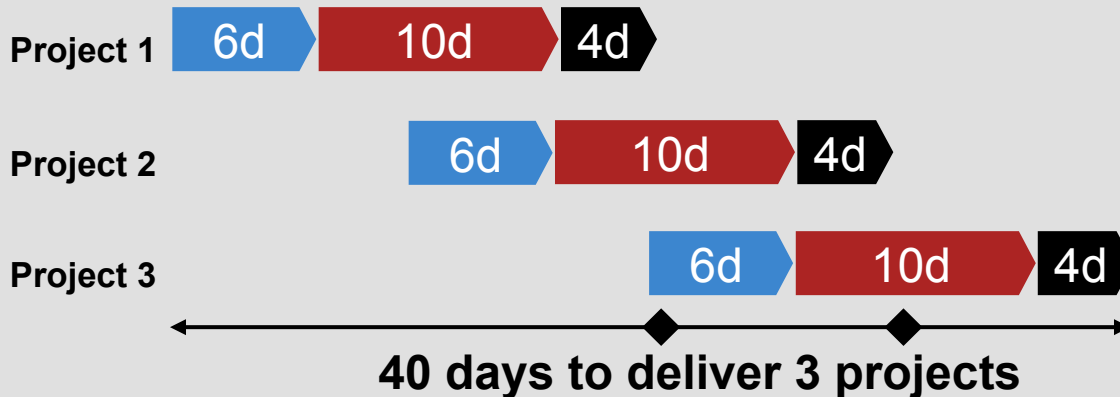 Project 1 6d 10d 4d
Project 2 6d 10d 4d
Project 3 6d 10d 4d
40 days to deliver 3 projects